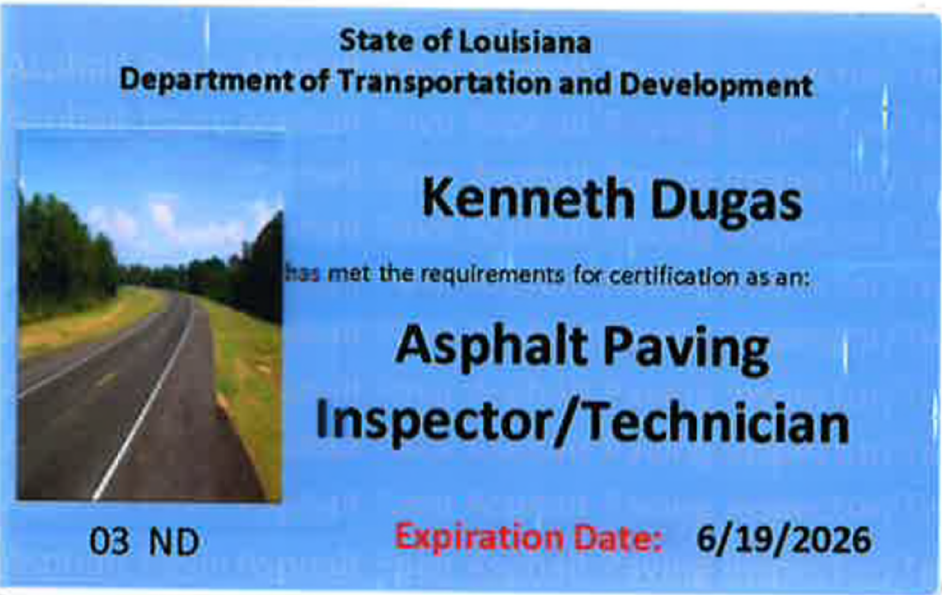 State of Louisiana
Department of Transportation and Development
Kenneth Dugas
has met the requirements for certification as an:
Asphalt Paving
Inspector/Technician
03 ND
Expiration Date: 6/19/2026